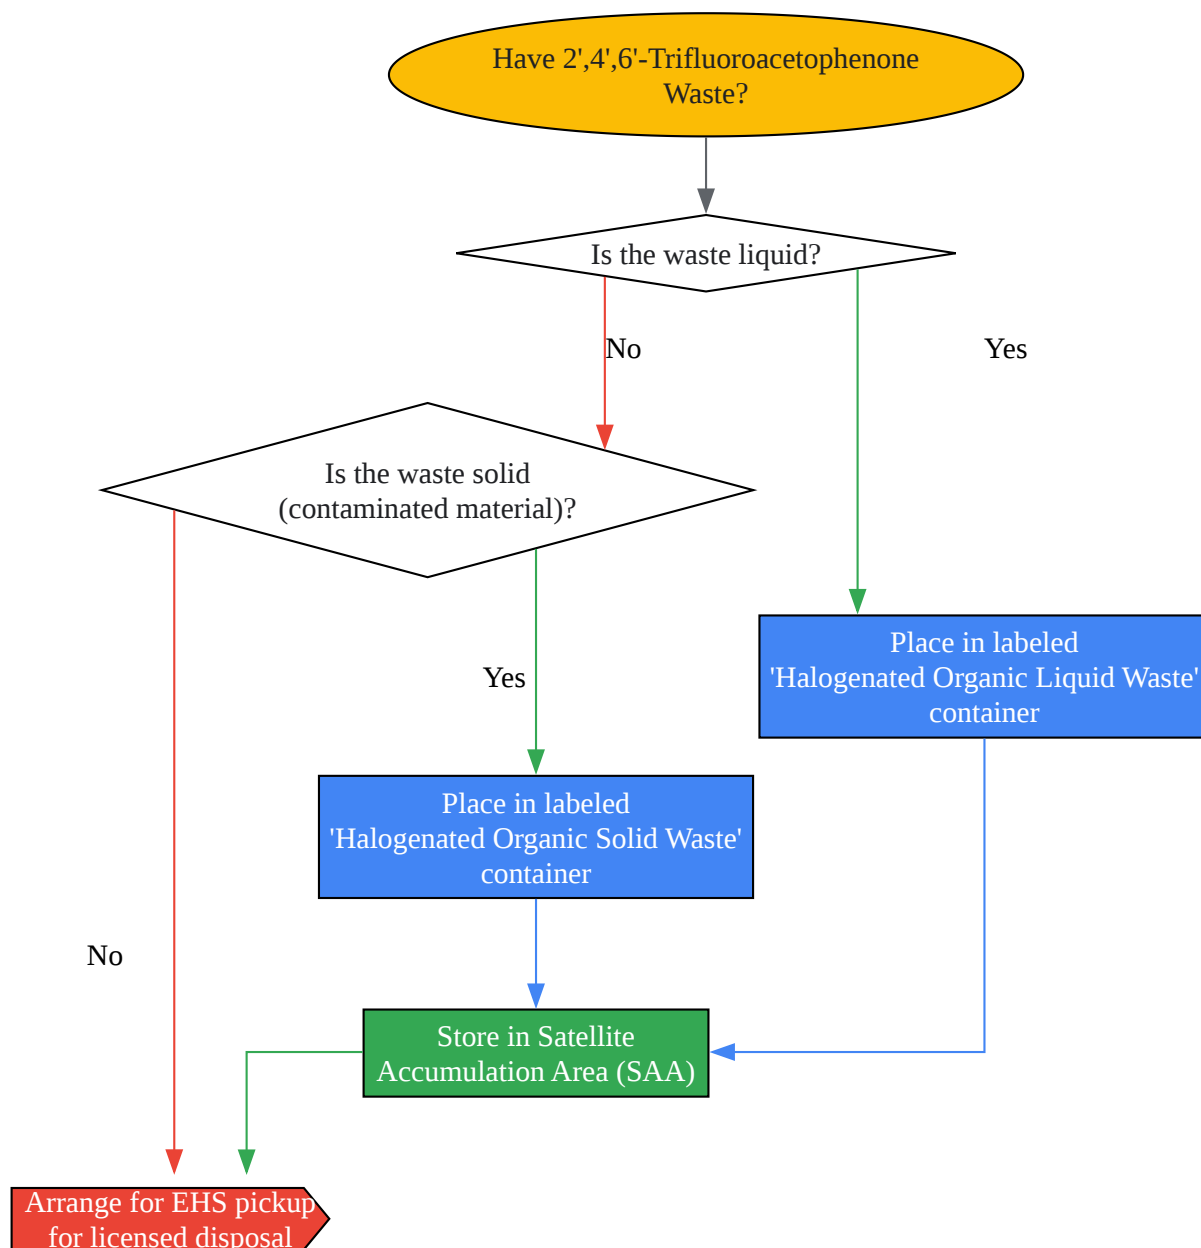 Have 2',4',6'-Trifluoroacetophenone
Waste?
Is the waste liquid?
No
Yes
Is the waste solid
(contaminated material)?
Place in labeled
'Halogenated Organic Liquid Waste'
container
Yes
Place in labeled
'Halogenated Organic Solid Waste'
container
No
Store in Satellite
Accumulation Area (SAA)
Arrange for EHS pickup
for licensed disposal